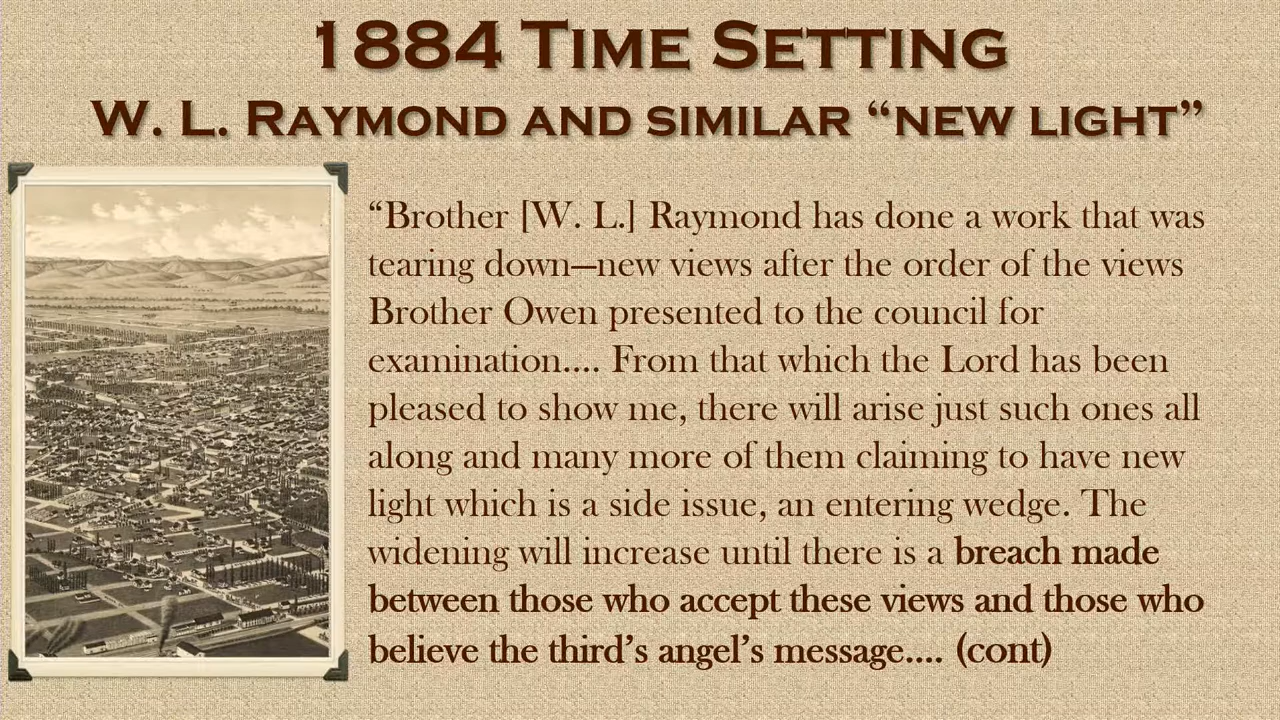 1884 Time Setting
W. L. Raymond and similar “new light”
“Brother [W. L.] Raymond has done a work that was
tearing down—new views after the order of the views
Brother Owen presented to the council for
examination.... From that which the Lord has been
pleased to show me, there will arise just such ones all
along and many more of them claiming to have new
light which is a side issue, an entering wedge. The
widening will increase until there is a breach made
between those who accept these views and those who
believe the third’s angel’s message.... (cont)